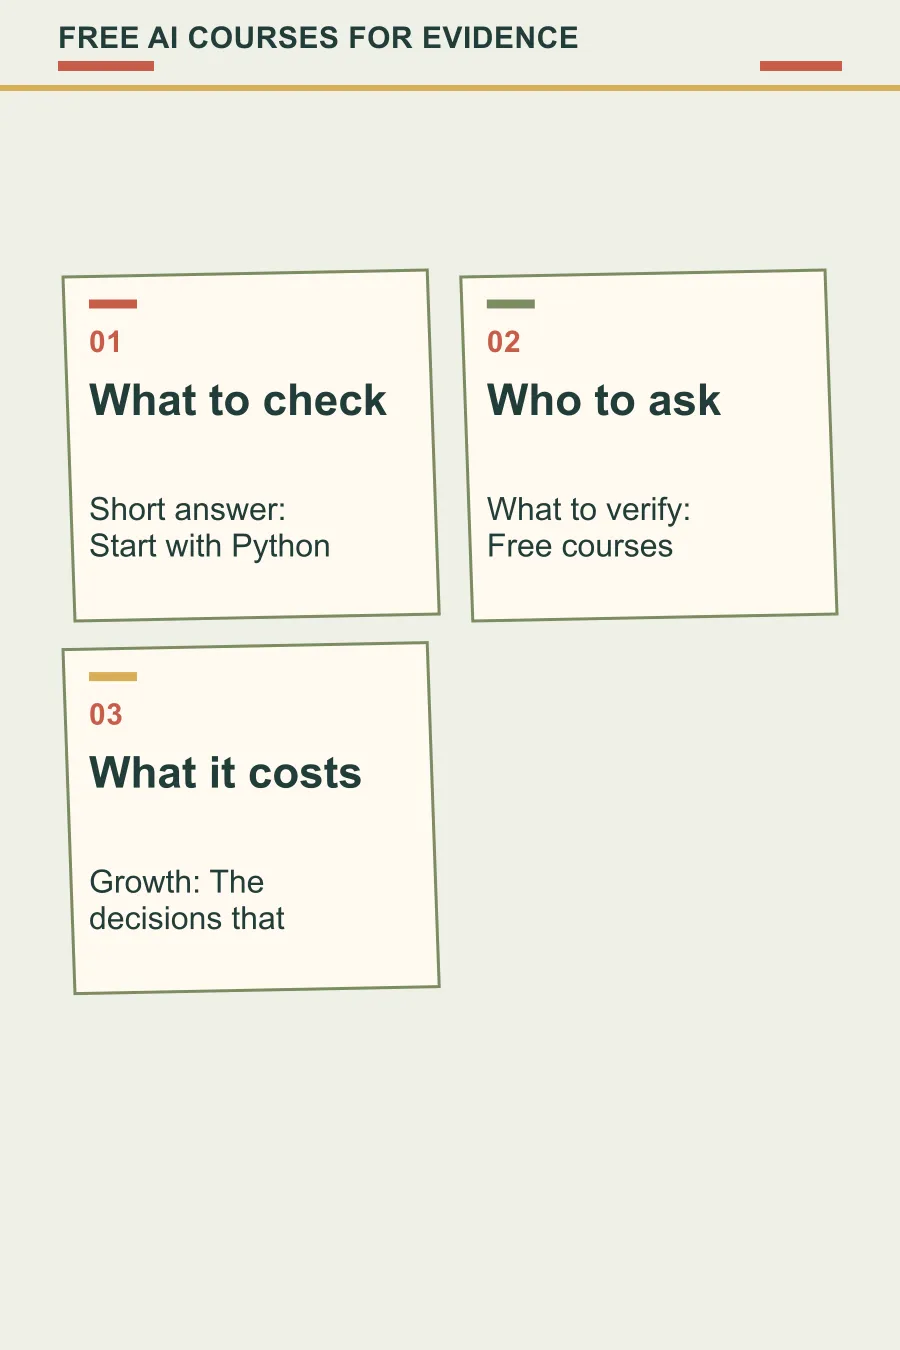 FREE AI COURSES FOR EVIDENCE
01
What to check
Short answer:
Start with Python
02
Who to ask
What to verify:
Free courses
03
What it costs
Growth: The
decisions that